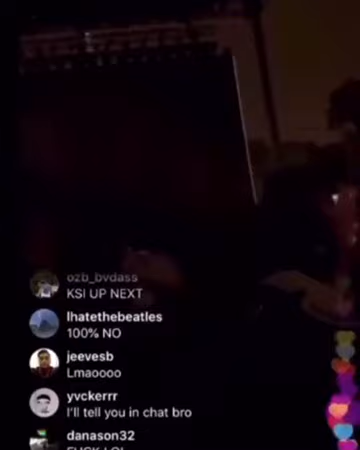 ozb_bvdass
KSI UP NEXT
lhatethebeatles
100% NO
jeevesb
Lmaoooo
yvckerrr
I'll tell you in chat bro
danason32